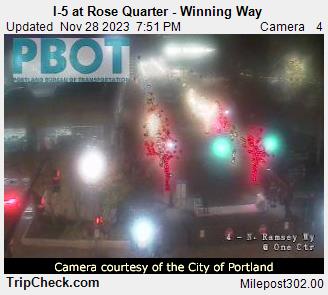 I-5 at Rose Quarter - Winning Way
Updated Nov 28 2023 7:51 PM Camera 4
PBOT
PORTLAND BUREAU OF TRANSPORTATION
4 - N. Ramsey Wy
@ One Ctr
Camera courtesy of the City of Portland
TripCheck.com Milepost302.00